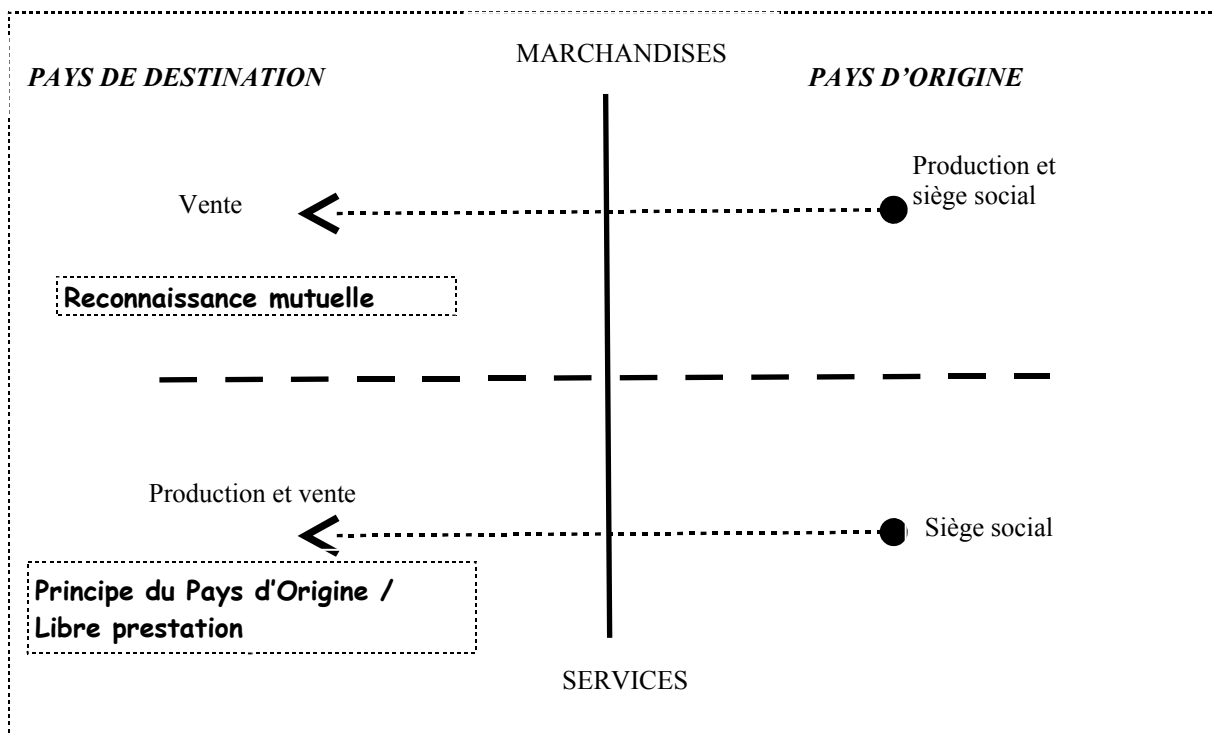 MARCHANDISES
PAYS DE DESTINATION
PAYS D’ORIGINE
Production et
siège social
Vente
Reconnaissance mutuelle
Production et vente
Siège social
Principe du Pays d’Origine /
Libre prestation
SERVICES